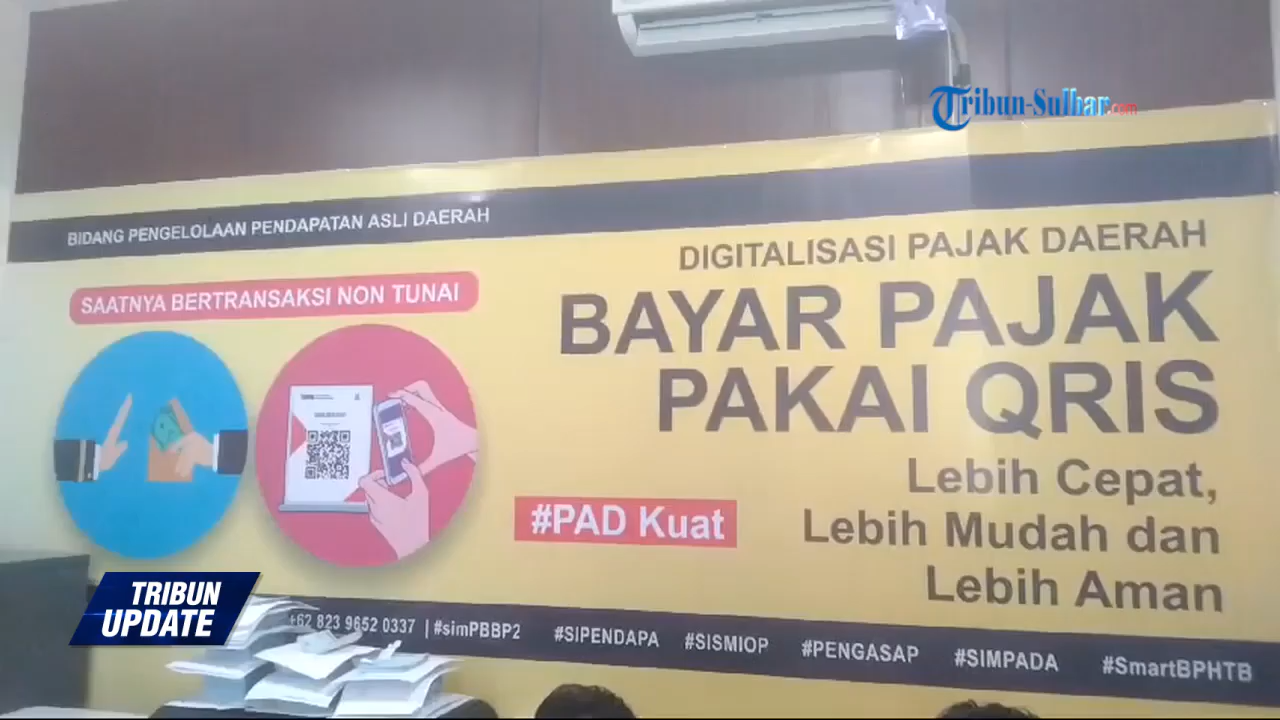 Tribun-Sulbar.com
BIDANG PENGELOLAAN PENDAPATAN ASLI DAERAH
SAATNYA BERTRANSAKSI NON TUNAI
DIGITALISASI PAJAK DAERAH
BAYAR PAJAK
PAKAI QRIS
Lebih Cepat,
Lebih Mudah dan
Lebih Aman
#PAD Kuat
+62 823 9652 0337 | #simPBBP2 #SIPENDAPA #SISMIOP #PENGASAP #SIMPADA #SmartBPHTB
TRIBUN
UPDATE